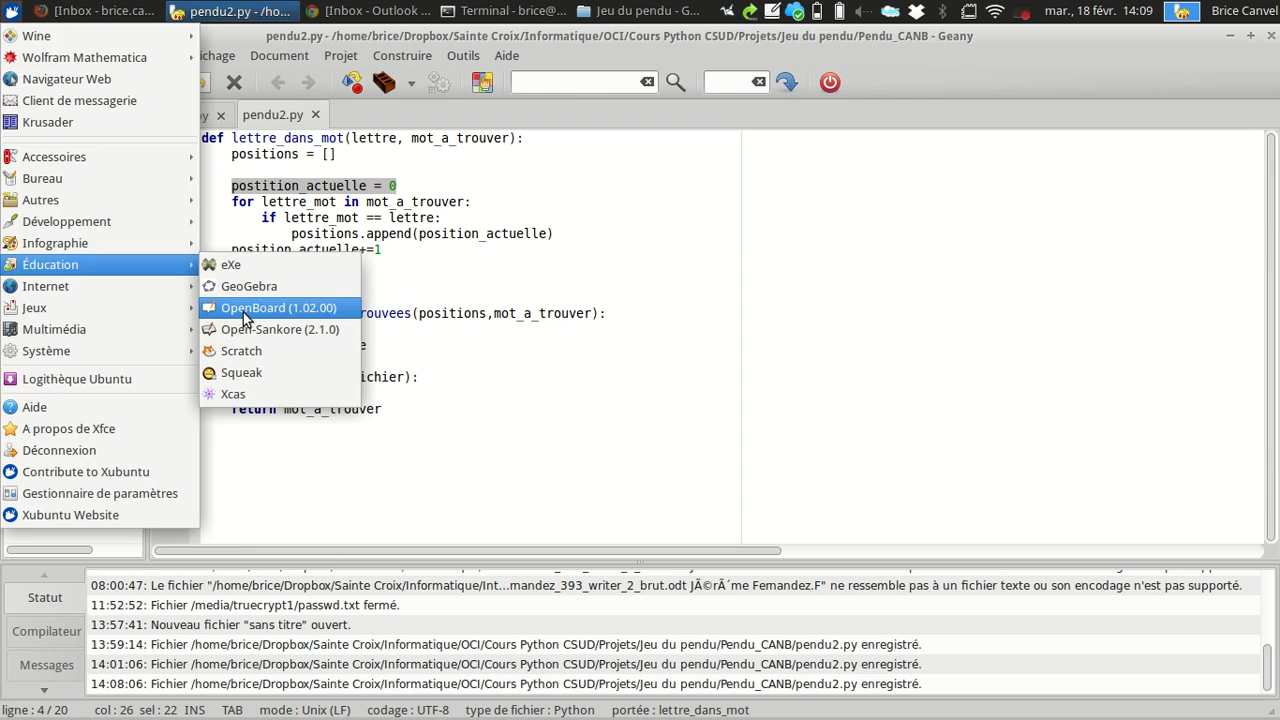 [Inbox - brice.ca...
pendu2.py - /ho...
[Inbox - Outlook ...
Terminal - brice@...
Jeu du pendu - G...
mar., 18 févr. 14:09
Brice Canvel
pendu2.py - /home/brice/Dropbox/Sainte Croix/Informatique/OCI/Cours Python CSUD/Projets/Jeu du pendu/Pendu_CANB - Geany
Wine
Wolfram Mathematica
Navigateur Web
Client de messagerie
Krusader
Accessoires
Bureau
Autres
Développement
Infographie
Éducation
Internet
Jeux
Multimédia
Système
Logithèque Ubuntu
Aide
A propos de Xfce
Déconnexion
Contribute to Xubuntu
Gestionnaire de paramètres
Xubuntu Website
eXe
GeoGebra
OpenBoard (1.02.00)
Open-Sankore (2.1.0)
Scratch
Squeak
Xcas
ichage Document Projet Construire Outils Aide
py
pendu2.py
def lettre_dans_mot(lettre, mot_a_trouver):
positions = []
postition_actuelle = 0
for lettre_mot in mot_a_trouver:
if lettre_mot == lettre:
positions.append(position_actuelle)
position_actuelle+=1
rouvees(positions,mot_a_trouver):
e
ichier):
return mot_a_trouver
Statut
Compilateur
Messages
08:00:47: Le fichier "/home/brice/Dropbox/Sainte Croix/Informatique/Int...mandez_393_writer_2_brut.odt JÃ©rÃ´me Fernandez.F" ne ressemble pas à un fichier texte ou son encodage n'est pas supporté.
11:52:52: Fichier /media/truecrypt1/passwd.txt fermé.
13:57:41: Nouveau fichier "sans titre" ouvert.
13:59:14: Fichier /home/brice/Dropbox/Sainte Croix/Informatique/OCI/Cours Python CSUD/Projets/Jeu du pendu/Pendu_CANB/pendu2.py enregistré.
14:01:06: Fichier /home/brice/Dropbox/Sainte Croix/Informatique/OCI/Cours Python CSUD/Projets/Jeu du pendu/Pendu_CANB/pendu2.py enregistré.
14:08:06: Fichier /home/brice/Dropbox/Sainte Croix/Informatique/OCI/Cours Python CSUD/Projets/Jeu du pendu/Pendu_CANB/pendu2.py enregistré.
ligne : 4 / 20 col : 26 sel : 22 INS TAB mode : Unix (LF) codage : UTF-8 type de fichier : Python portée : lettre_dans_mot